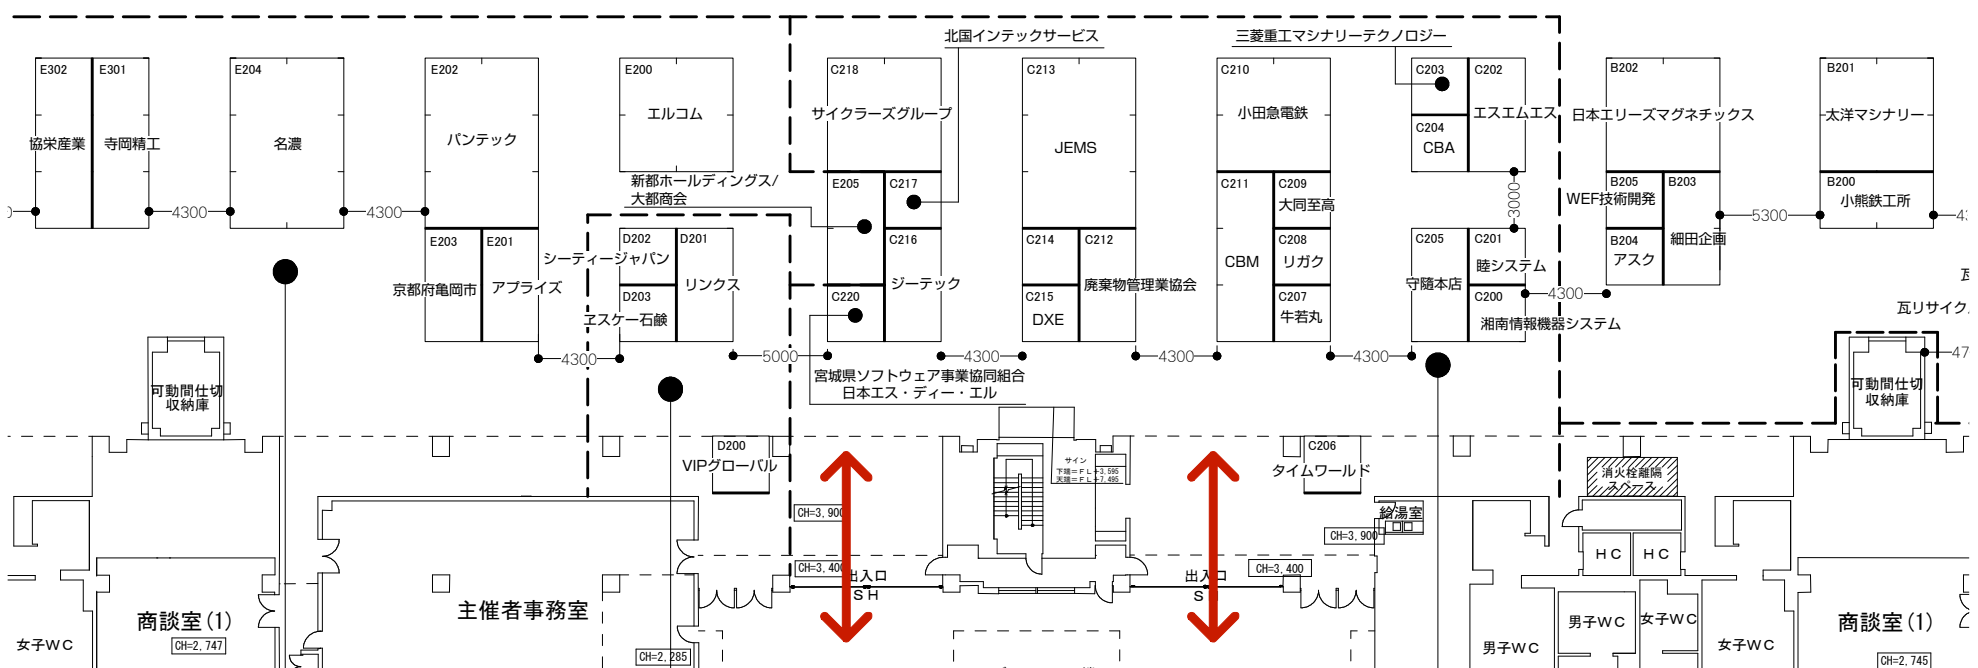 北国インテックサービス
三菱重工マシナリーテクノロジー
E302
協栄産業
E301
寺岡精工
E204
名濃
E202
パンテック
E200
エルコム
C218
サイクラーズグループ
C213
JEMS
C210
小田急電鉄
C203
C202
エスエムエス
C204
CBA
B202
日本エリーズマグネチックス
B201
太洋マシナリー
新都ホールディングス/
大都商会
E205
C217
C211
CBM
C209
大同至高
B205
WEF技術開発
B203
細田企画
B200
小熊鉄工所
4300
4300
3000
5300
E203
京都府亀岡市
E201
アプライズ
D202
シーティージャパン
D201
リンクス
D203
ヱスケー石鹸
C216
ジーテック
C220
C214
C212
廃棄物管理業協会
C215
DXE
C208
リガク
C207
牛若丸
C205
守隨本店
C201
睦システム
C200
湘南情報機器システム
B204
アスク
4300
瓦リサイク
4300
5000
4300
4300
4300
47
宮城県ソフトウェア事業協同組合
日本エス・ディー・エル
可動間仕切
収納庫
可動間仕切
収納庫
D200
VIPグローバル
サイン
下端=FL+3.595
天端=FL+7.495
C206
タイムワールド
消火栓離隔
スペース
CH=3,900
給湯室
CH=3,900
HC
HC
CH=3,400
出入口
SH
出入口
S
CH=3,400
商談室(1)
CH=2,747
主催者事務室
CH=2,285
女子WC
男子WC
男子WC
女子WC
女子WC
商談室(1)
CH=2,745